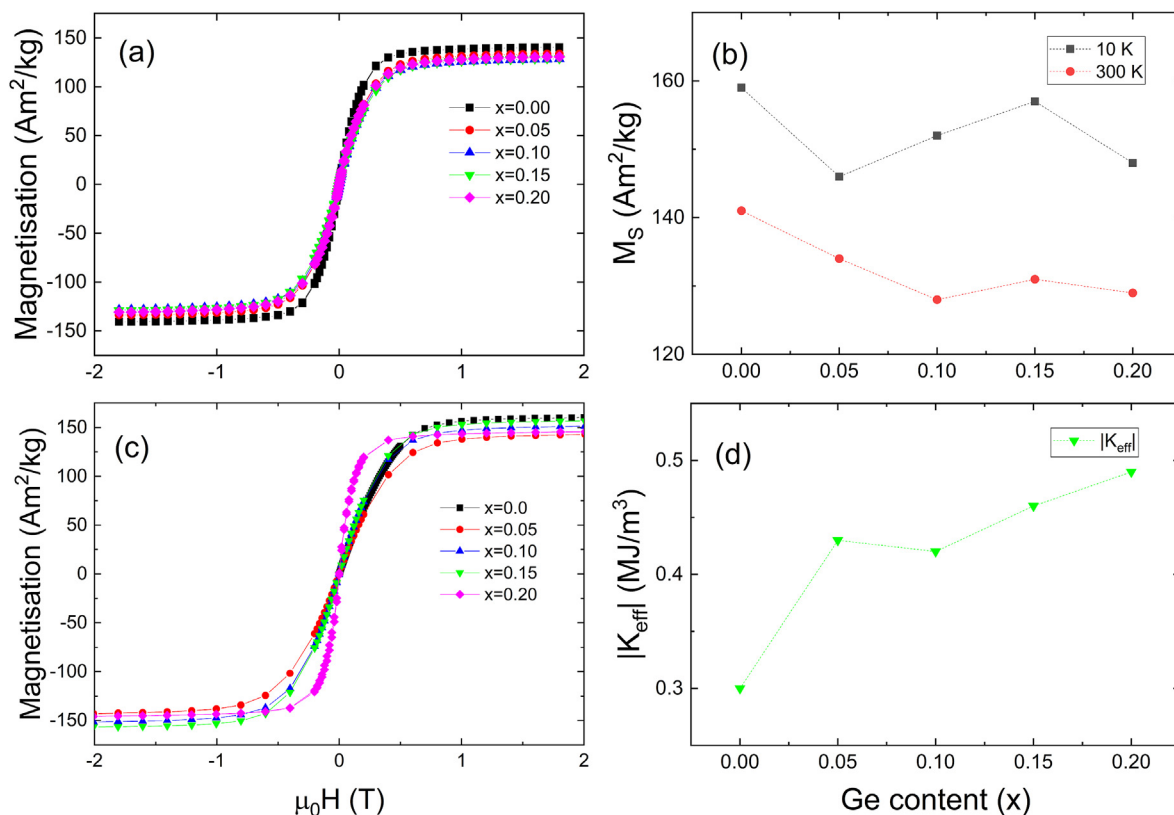 (a)
Magnetisation (Am²/kg)
150
100
50
0
-50
-100
-150
-2
-1
0
1
2
x=0.00
x=0.05
x=0.10
x=0.15
x=0.20
(b)
M_S (Am²/kg)
160
140
120
0.00
0.05
0.10
0.15
0.20
10 K
300 K
(c)
Magnetisation (Am²/kg)
150
100
50
0
-50
-100
-150
-2
-1
0
1
2
μ₀H (T)
x=0.0
x=0.05
x=0.10
x=0.15
x=0.20
(d)
|K_eff| (MJ/m³)
0.5
0.4
0.3
0.00
0.05
0.10
0.15
0.20
Ge content (x)
|K_eff|